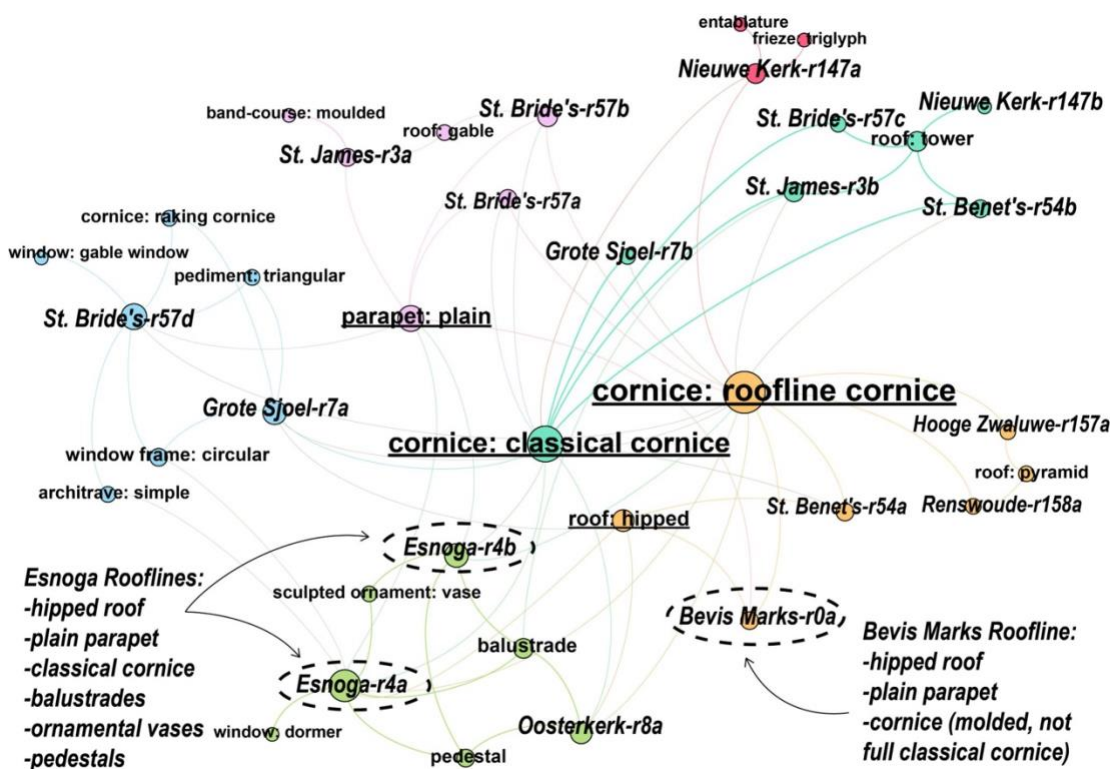 entablature
frieze: triglyph
Nieuwe Kerk-r147a
Nieuwe Kerk-r147b
St. Bride's-r57b
St. Bride's-r57c
band-course: moulded
roof: gable
roof: tower
St. James-r3a
St. James-r3b
St. Bride's-r57a
St. Benet's-r54b
cornice: raking cornice
window: gable window
Grote Sjoel-r7b
pediment: triangular
St. Bride's-r57d
parapet: plain
cornice: roofline cornice
Grote Sjoel-r7a
Hooge Zwaluwe-r157a
cornice: classical cornice
window frame: circular
roof: pyramid
architrave: simple
St. Benet's-r54a
Renswoude-r158a
roof: hipped
Esnoga-r4b
sculpted ornament: vase
Bevis Marks-r0a
balustrade
Esnoga-r4a
Oosterkerk-r8a
window: dormer
pedestal
Esnoga Rooflines:
-hipped roof
-plain parapet
-classical cornice
-balustrades
-ornamental vases
-pedestals
Bevis Marks Roofline:
-hipped roof
-plain parapet
-cornice (molded, not
full classical cornice)